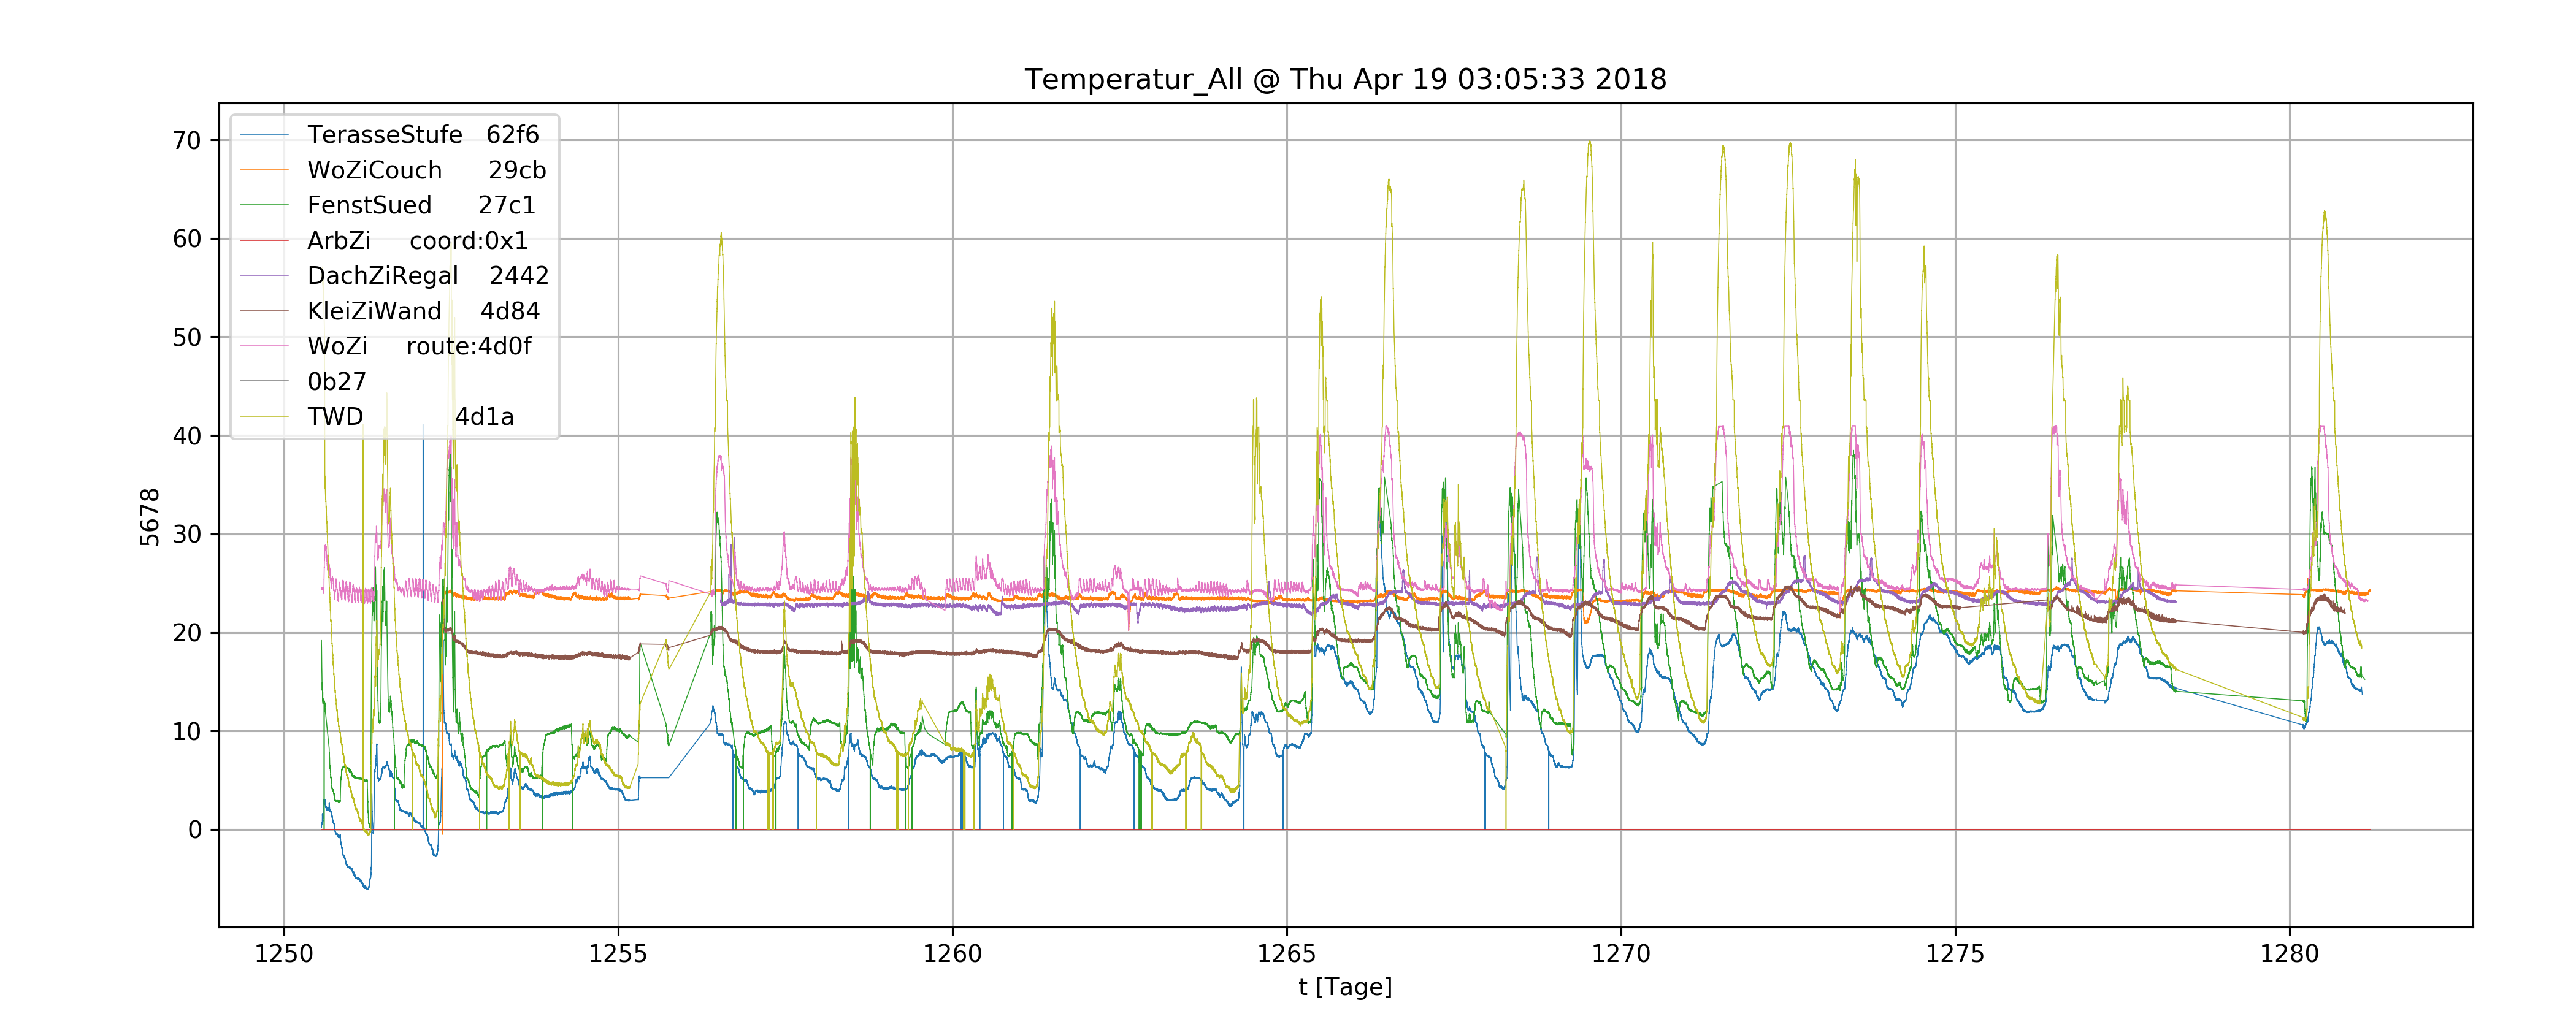 Temperatur_All @ Thu Apr 19 03:05:33 2018
70
60
50
40
30
20
10
0
5678
TerasseStufe 62f6
WoZiCouch 29cb
FenstSued 27c1
ArbZi coord:0x1
DachZiRegal 2442
KleiZiWand 4d84
WoZi route:4d0f
0b27
TWD 4d1a
1250 1255 1260 1265 1270 1275 1280
t [Tage]